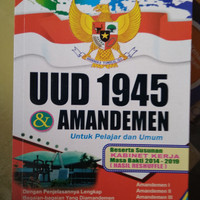 UUD 1945
& AMANDEMEN
Untuk Pelajar dan Umum
Beserta Susunan
KABINET KERJA
Masa Bakti 2014 - 2019
( HASIL RESHUFFLE )
Dengan Penjelasannya Lengkap
Amandemen I
Amandemen II
Amandemen III